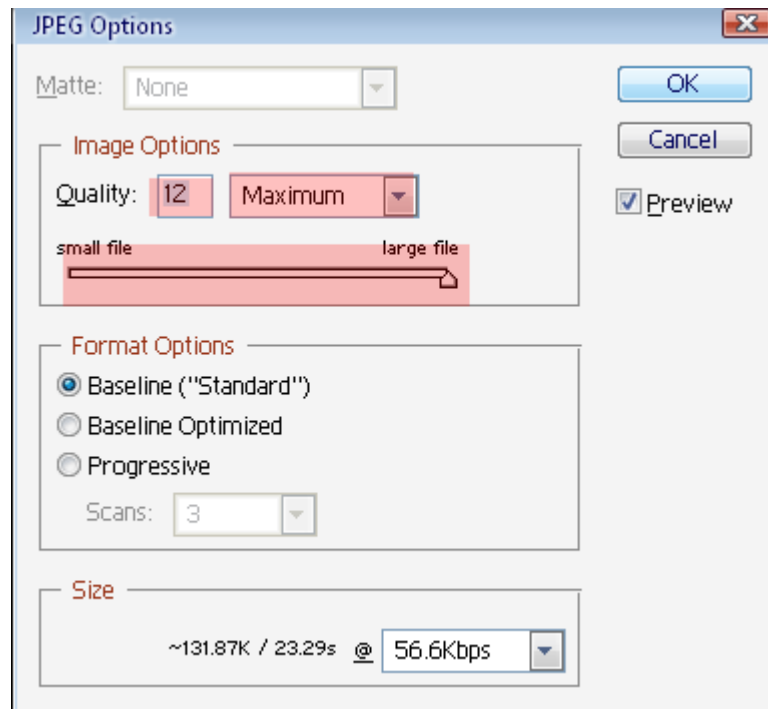 JPEG Options
Matte: None
OK
Cancel
Preview
Image Options
Quality: 12 Maximum
small file large file
Format Options
Baseline ("Standard")
Baseline Optimized
Progressive
Scans: 3
Size
~131.87K / 23.29s @ 56.6Kbps